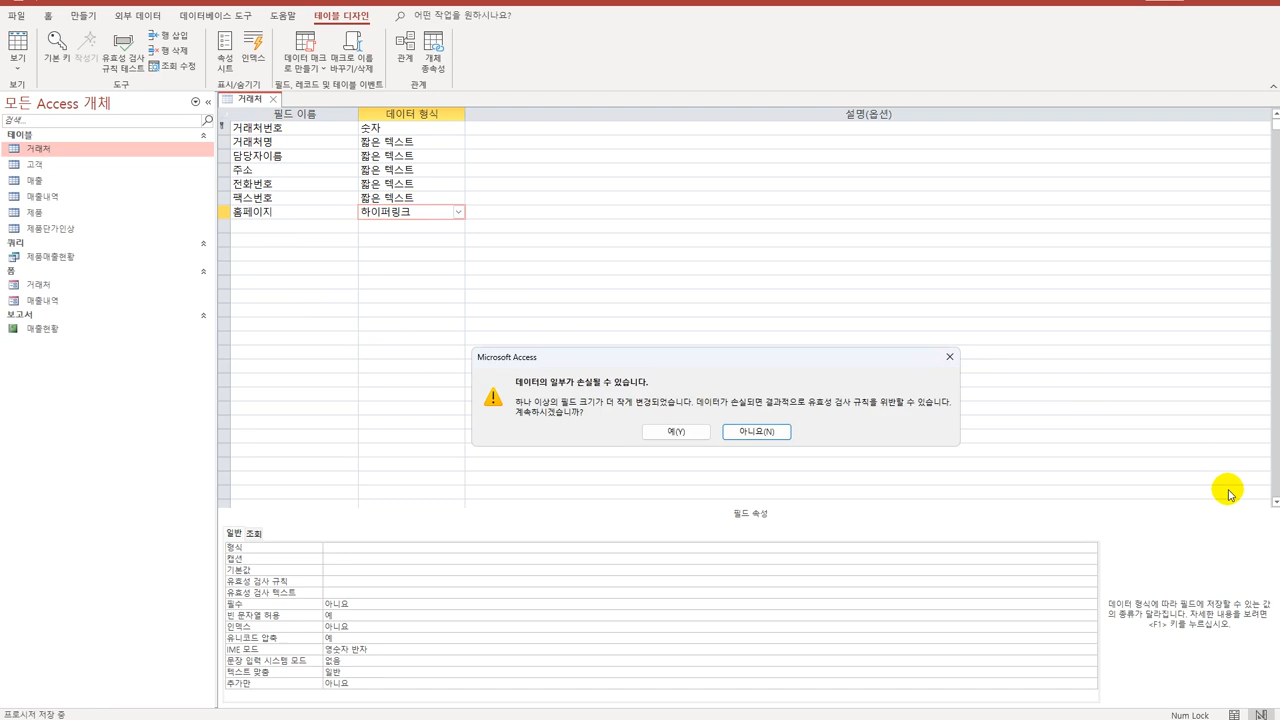 파일 홈 만들기 외부 데이터 데이터베이스 도구 도움말 테이블 디자인 어떤 작업을 원하시나요?
보기
기본 키
작성기
유효성 검사
규칙 테스트
행 삽입
행 삭제
조회 수정
속성
시트
인덱스
데이터 매크
로 만들기
매크로 이름
바꾸기/삭제
관계
개체
종속성
보기 도구 표시/숨기기 필드, 레코드 및 테이블 이벤트 관계
모든 Access 개체
검색...
테이블
거래처
고객
매출
매출내역
제품
제품단가인상
쿼리
제품매출현황
폼
거래처
매출내역
보고서
매출현황
거래처
필드 이름 데이터 형식 설명(옵션)
거래처번호 숫자
거래처명 짧은 텍스트
담당자이름 짧은 텍스트
주소 짧은 텍스트
전화번호 짧은 텍스트
팩스번호 짧은 텍스트
홈페이지 하이퍼링크
Microsoft Access
데이터의 일부가 손실될 수 있습니다.
하나 이상의 필드 크기가 더 작게 변경되었습니다. 데이터가 손실되면 결과적으로 유효성 검사 규칙을 위반할 수 있습니다.
계속하시겠습니까?
예(Y) 아니요(N)
필드 속성
일반 조회
형식
캡션
기본값
유효성 검사 규칙
유효성 검사 텍스트
필수 아니요
빈 문자열 허용 예
인덱스 아니요
유니코드 압축 예
IME 모드 영숫자 반자
문장 입력 시스템 모드 없음
텍스트 맞춤 일반
추가만 아니요
데이터 형식에 따라 필드에 저장할 수 있는 값
의 종류가 달라집니다. 자세한 내용을 보려면
<F1> 키를 누르십시오.
프로시저 저장 중 Num Lock